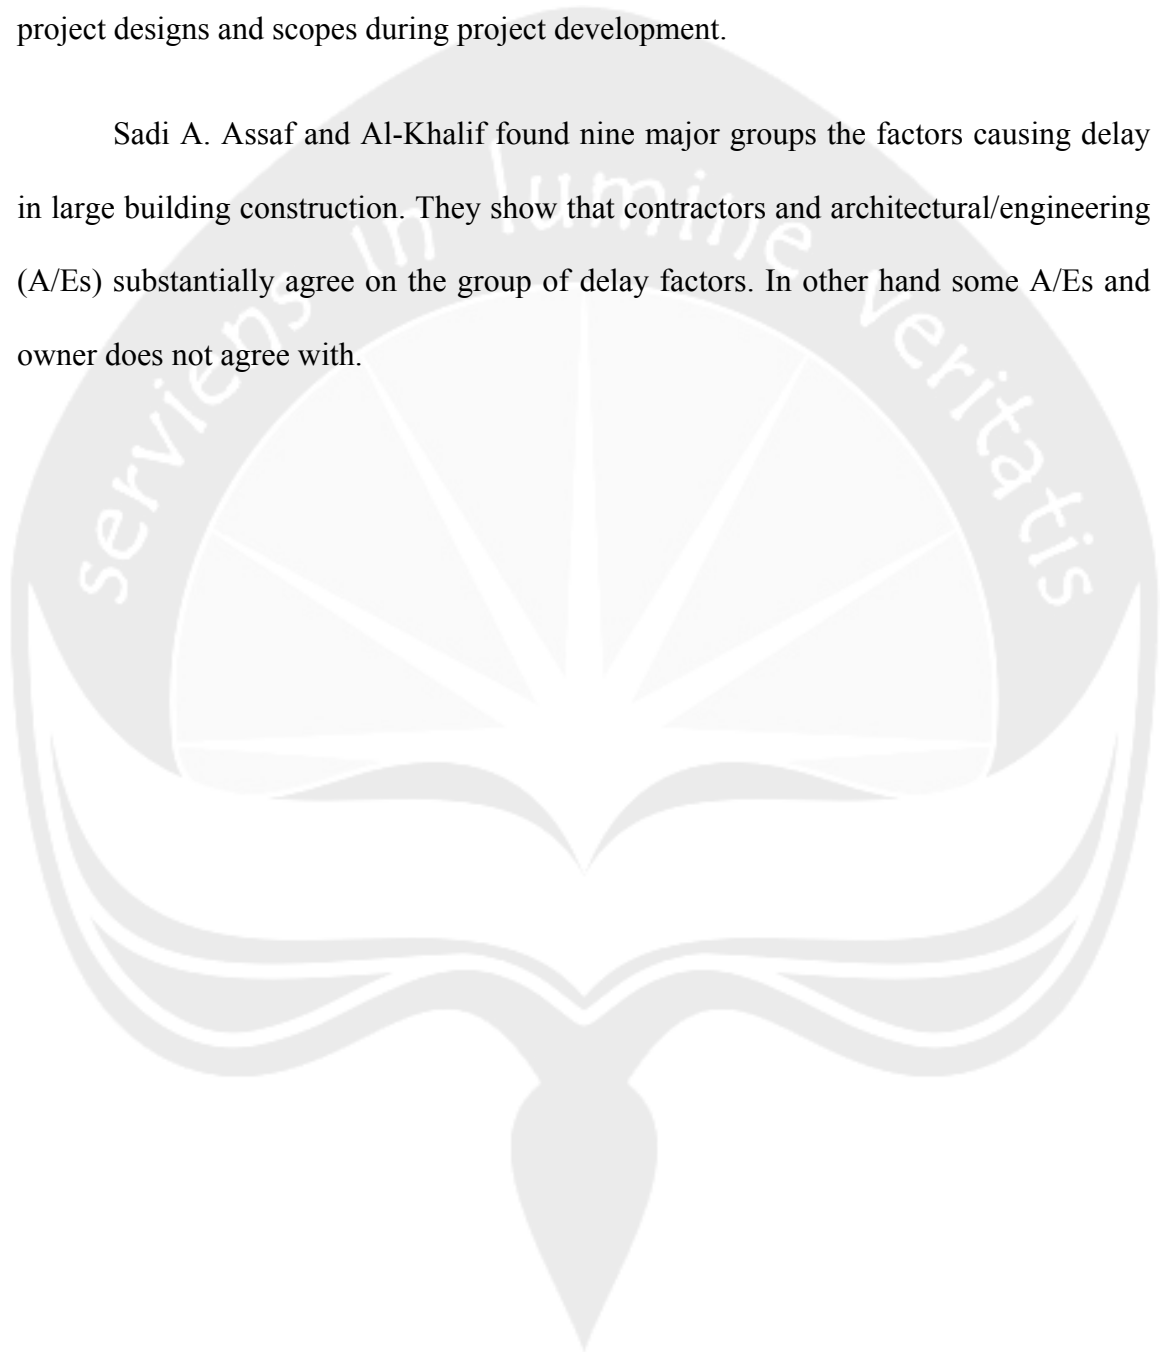 project designs and scopes during project development.
Sadi A. Assaf and Al-Khalif found nine major groups the factors causing delay
in large building construction. They show that contractors and architectural/engineering
(A/Es) substantially agree on the group of delay factors. In other hand some A/Es and
owner does not agree with.
serviens in lumine veritatis